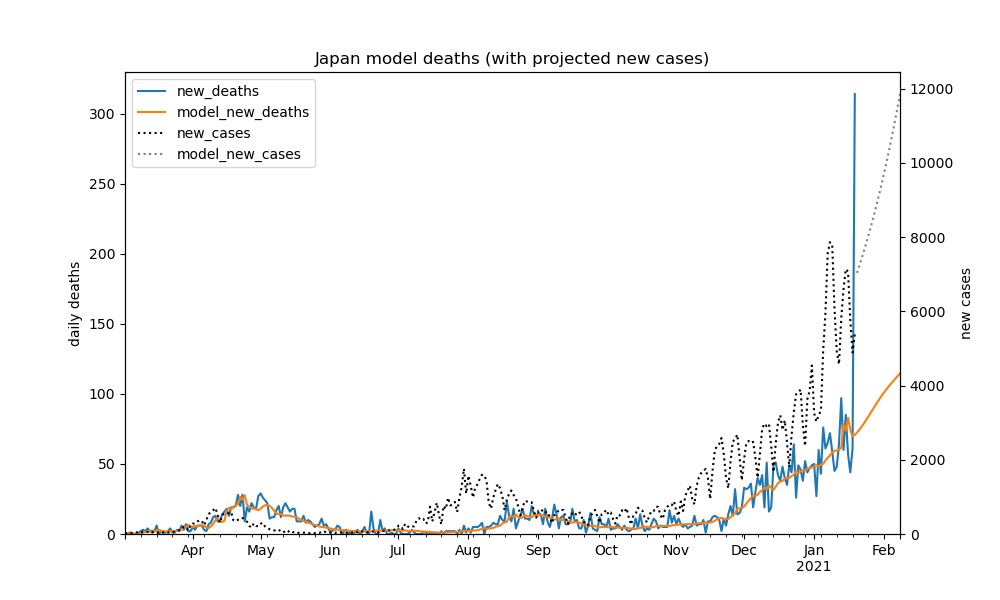 Japan model deaths (with projected new cases)
new_deaths
model_new_deaths
new_cases
model_new_cases
daily deaths
300
250
200
150
100
50
0
new cases
12000
10000
8000
6000
4000
2000
0
Apr May Jun Jul Aug Sep Oct Nov Dec Jan Feb
2021